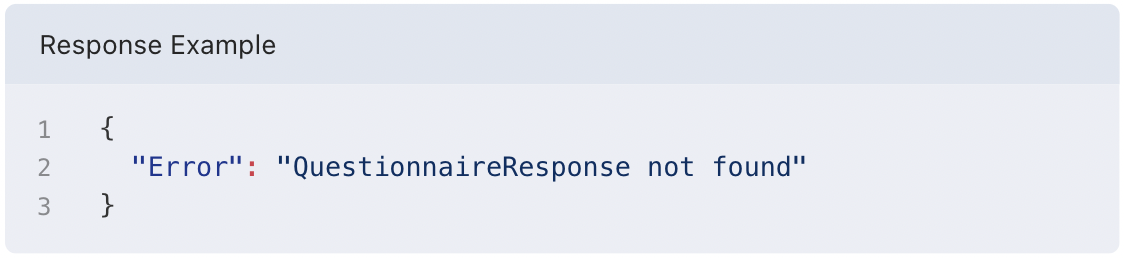 Response Example
1 {
2 "Error": "QuestionnaireResponse not found"
3 }